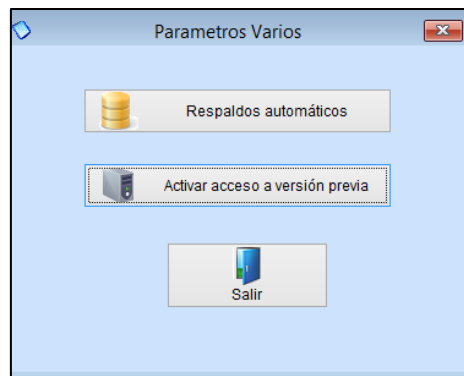 Parametros Varios
Respaldos automáticos
Activar acceso a versión previa
Salir